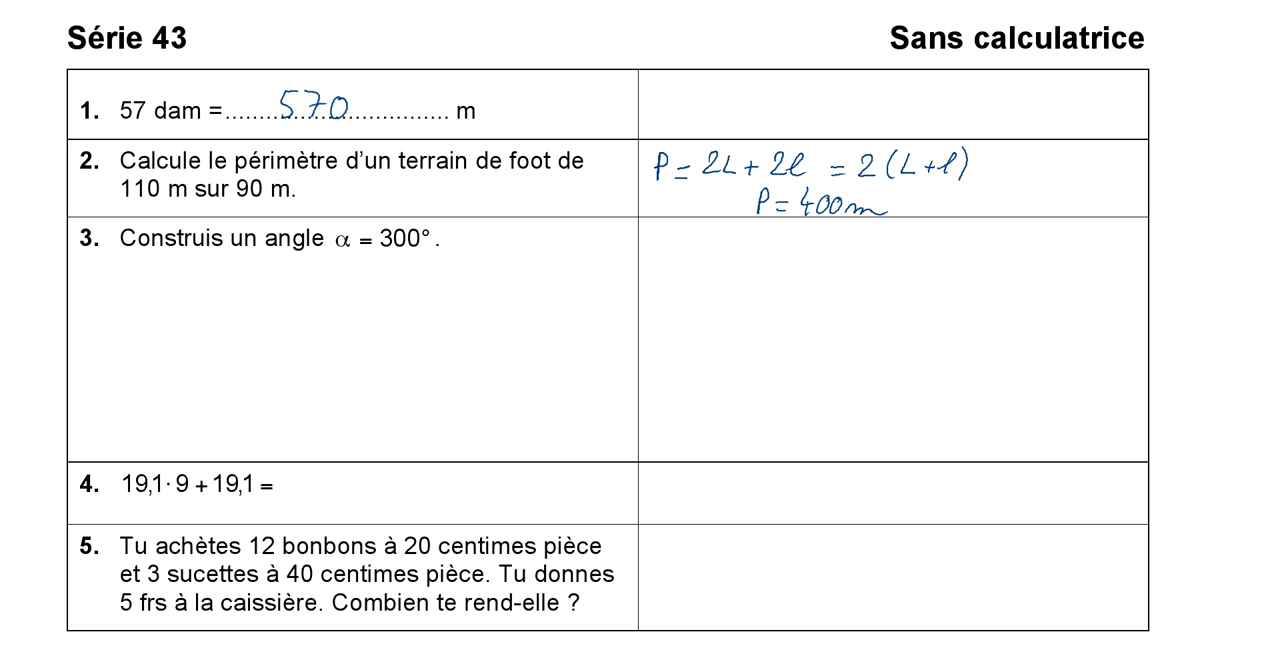 Série 43
Sans calculatrice
1. 57 dam =........570............... m
2. Calcule le périmètre d'un terrain de foot de
110 m sur 90 m.
P = 2L + 2l = 2 (L + l)
P = 400m
3. Construis un angle α = 300°.
4. 19,1·9 + 19,1 =
5. Tu achètes 12 bonbons à 20 centimes pièce
et 3 sucettes à 40 centimes pièce. Tu donnes
5 frs à la caissière. Combien te rend-elle ?